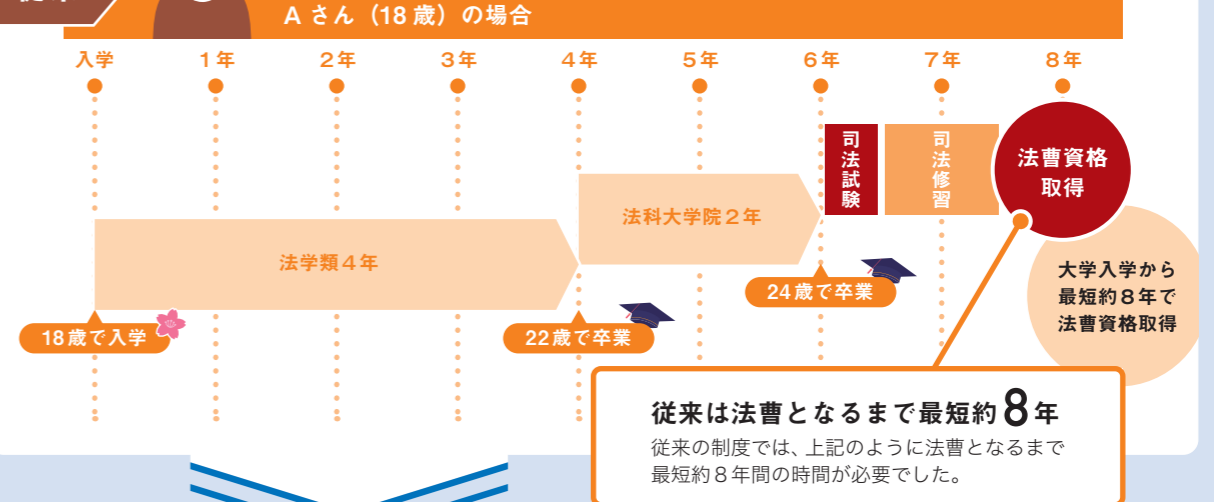 Aさん（18歳）の場合
入学 1年 2年 3年 4年 5年 6年 7年 8年
司法試験
司法修習
法曹資格
取得
法科大学院2年
法学類4年
大学入学から
最短約8年で
法曹資格取得
24歳で卒業
18歳で入学
22歳で卒業
従来は法曹となるまで最短約8年
従来の制度では、上記のように法曹となるまで
最短約8年間の時間が必要でした。